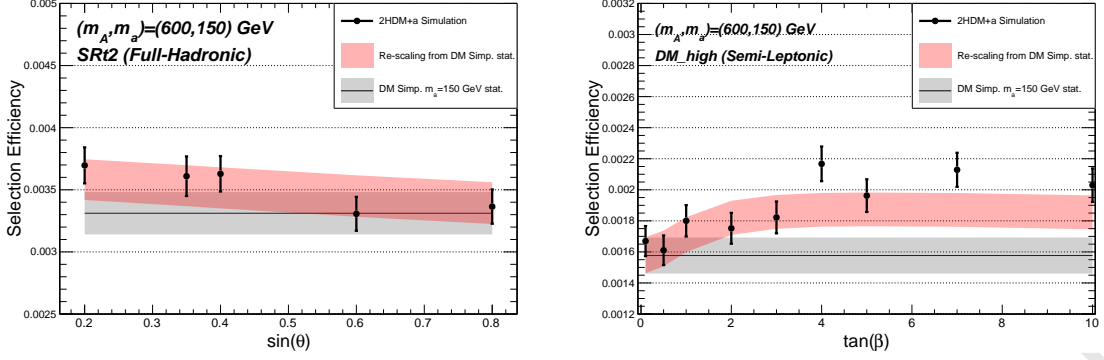 (m_A,m_a)=(600,150) GeV
SRt2 (Full-Hadronic)
2HDM+a Simulation
Re-scaling from DM Simp. stat.
DM Simp. m_a=150 GeV stat.
Selection Efficiency
0.005
0.0045
0.004
0.0035
0.003
0.0025
0.2
0.3
0.4
0.5
0.6
0.7
0.8
sin(θ)
(m_A,m_a)=(600,150) GeV
DM_high (Semi-Leptonic)
2HDM+a Simulation
Re-scaling from DM Simp. stat.
DM Simp. m_a=150 GeV stat.
Selection Efficiency
0.0032
0.003
0.0028
0.0026
0.0024
0.0022
0.002
0.0018
0.0016
0.0014
0.0012
0
2
4
6
8
10
tan(β)